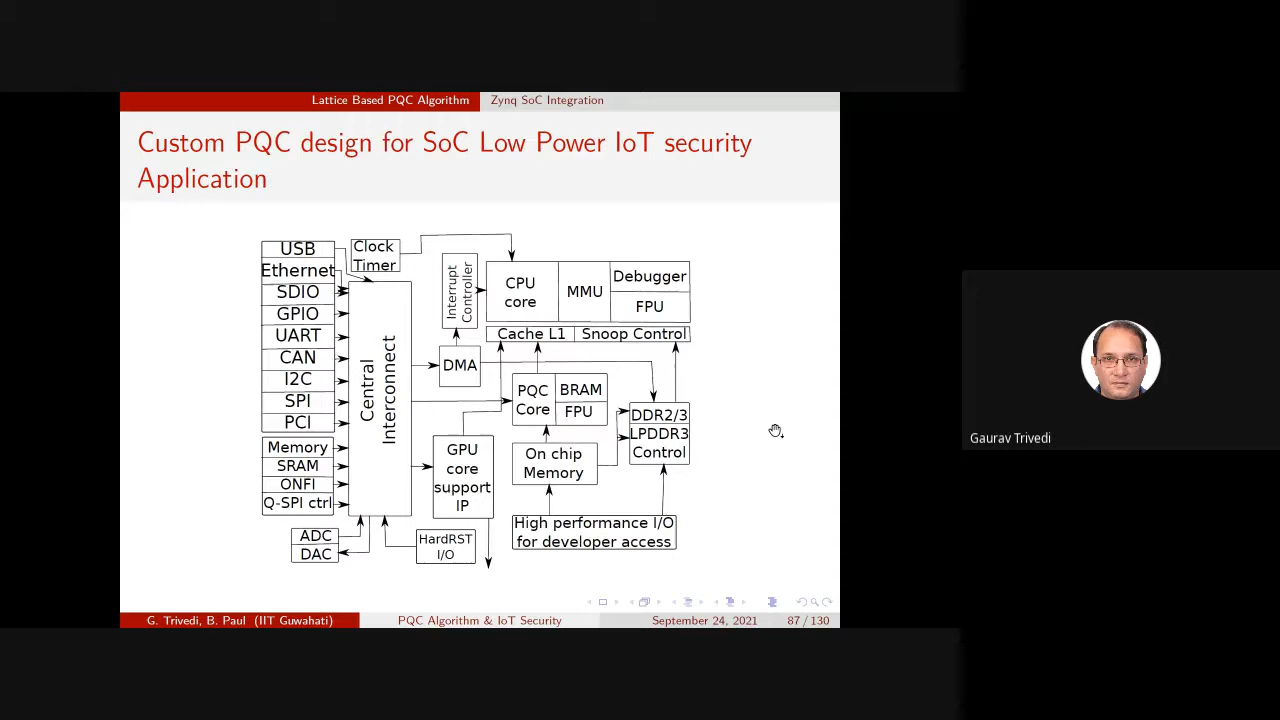 Lattice Based PQC Algorithm
Zynq SoC Integration
Custom PQC design for SoC Low Power IoT security
Application
USB
Ethernet
SDIO
GPIO
UART
CAN
I2C
SPI
PCI
Memory
SRAM
ONFI
Q-SPI ctrl
ADC
DAC
Clock
Timer
Central
Interconnect
Interrupt
Controller
CPU
core
MMU
Debugger
FPU
Cache L1
Snoop Control
DMA
PQC
Core
BRAM
FPU
DDR2/3
LPDDR3
Control
GPU
core
support
IP
On chip
Memory
High performance I/O
for developer access
HardRST
I/O
G. Trivedi, B. Paul (IIT Guwahati)
PQC Algorithm & IoT Security
September 24, 2021
87 / 130
Gaurav Trivedi